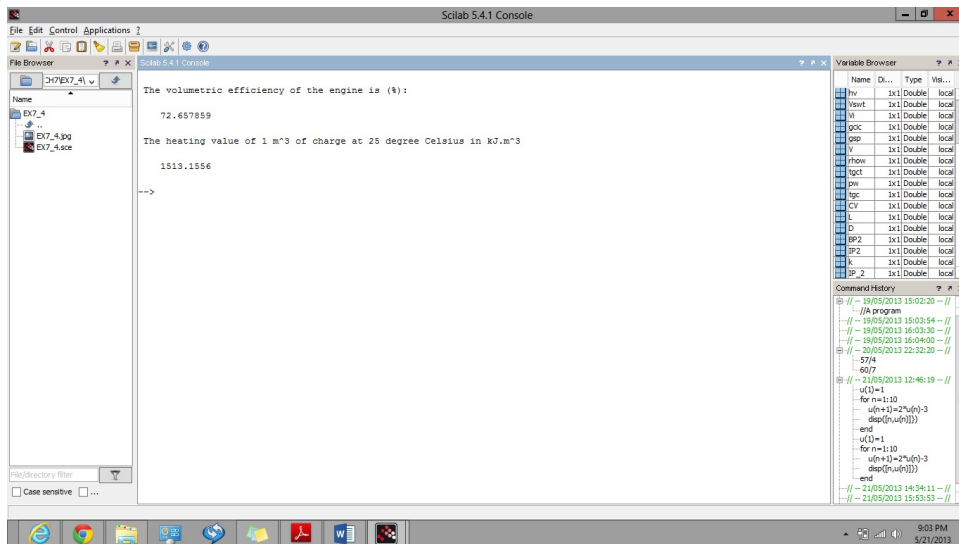 Scilab 5.4.1 Console
File Edit Control Applications ?
File Browser
Scilab 5.4.1 Console
Variable Browser
Name
EX7_4
..
EX7_4.jpg
EX7_4.sce
The volumetric efficiency of the engine is (%):
72.657859
The heating value of 1 m^3 of charge at 25 degree Celsius in kJ.m^3
1513.1556
-->
Name Di... Type Visi...
hv 1x1 Double local
Vswt 1x1 Double local
Vi 1x1 Double local
gcic 1x1 Double local
gsp 1x1 Double local
V 1x1 Double local
rhow 1x1 Double local
tgct 1x1 Double local
pw 1x1 Double local
tgc 1x1 Double local
CV 1x1 Double local
L 1x1 Double local
D 1x1 Double local
BP2 1x1 Double local
IP2 1x1 Double local
k 1x1 Double local
IP_2 1x1 Double local
Command History
// -- 19/05/2013 15:02:20 -- //
//A program
// -- 19/05/2013 15:03:54 -- //
// -- 19/05/2013 16:03:30 -- //
// -- 19/05/2013 16:04:00 -- //
// -- 20/05/2013 22:32:20 -- //
57/4
60/7
// -- 21/05/2013 12:46:19 -- //
u(1)=1
for n=1:10
u(n+1)=2*u(n)-3
disp([n,u(n)])
end
u(1)=1
for n=1:10
u(n+1)=2*u(n)-3
disp([n,u(n)])
end
// -- 21/05/2013 14:34:11 -- //
// -- 21/05/2013 15:53:53 -- //
File/directory filter
Case sensitive ...
9:03 PM
5/21/2013